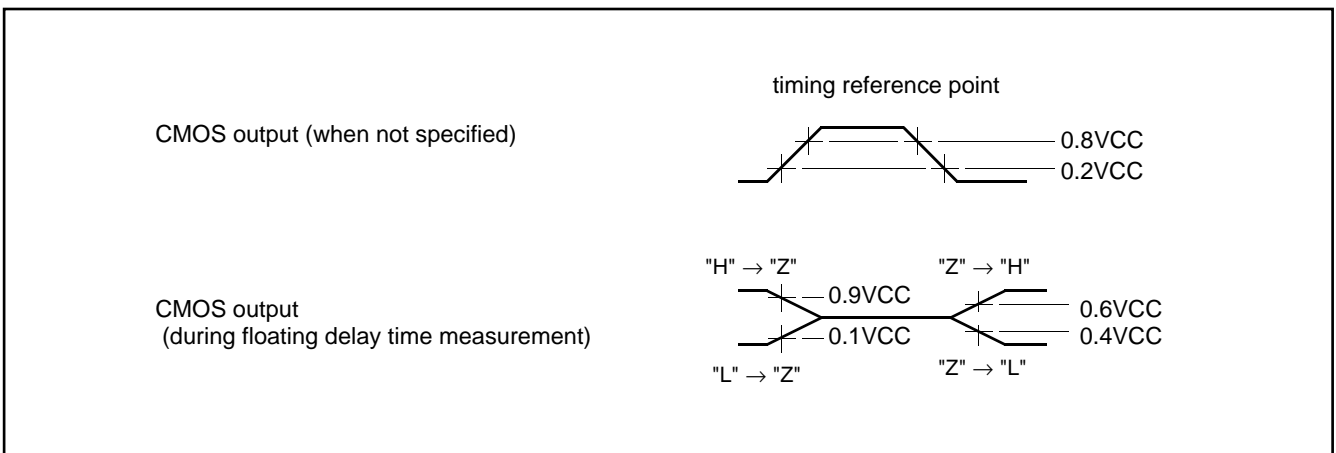 timing reference point
CMOS output (when not specified)
0.8VCC
0.2VCC
"H" → "Z"
"Z" → "H"
CMOS output
(during floating delay time measurement)
0.9VCC
0.6VCC
0.1VCC
0.4VCC
"L" → "Z"
"Z" → "L"